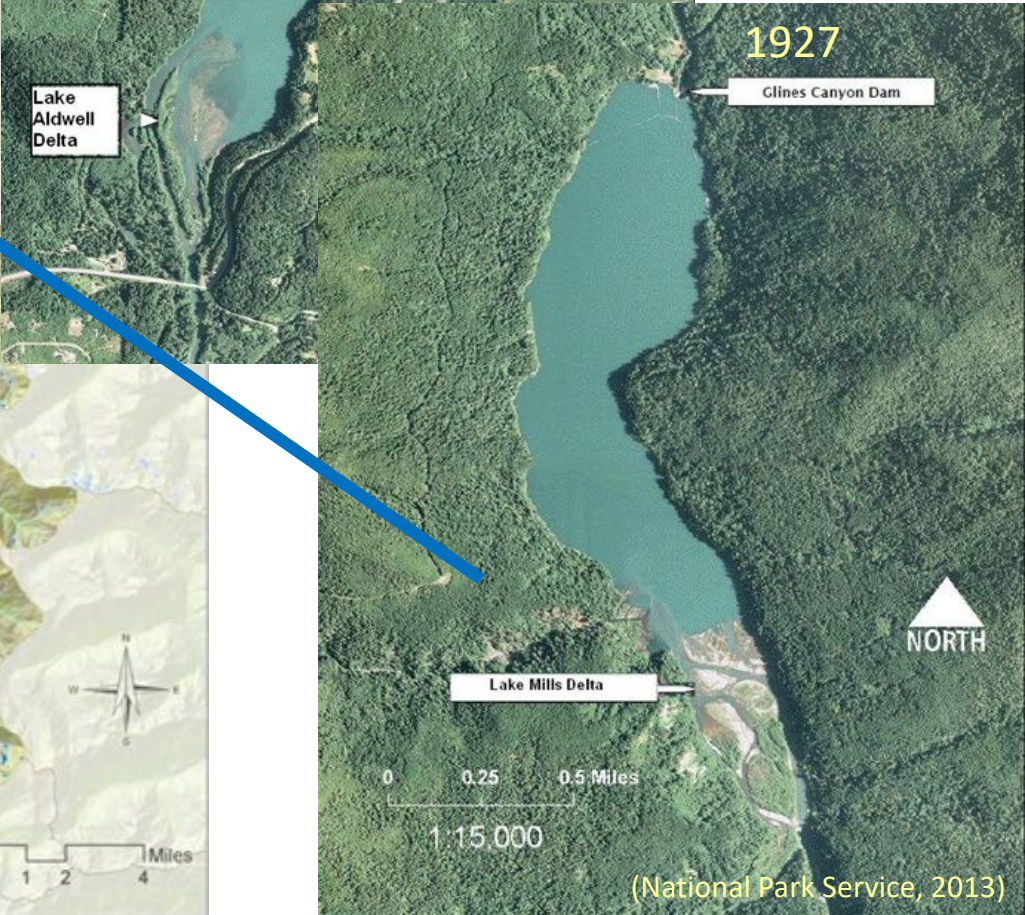 1927
Glines Canyon Dam
Lake
Aldwell
Delta
NORTH
Lake Mills Delta
N
W E
S
0 0.25 0.5 Miles
1:15,000
Miles
1 2 4
(National Park Service, 2013)